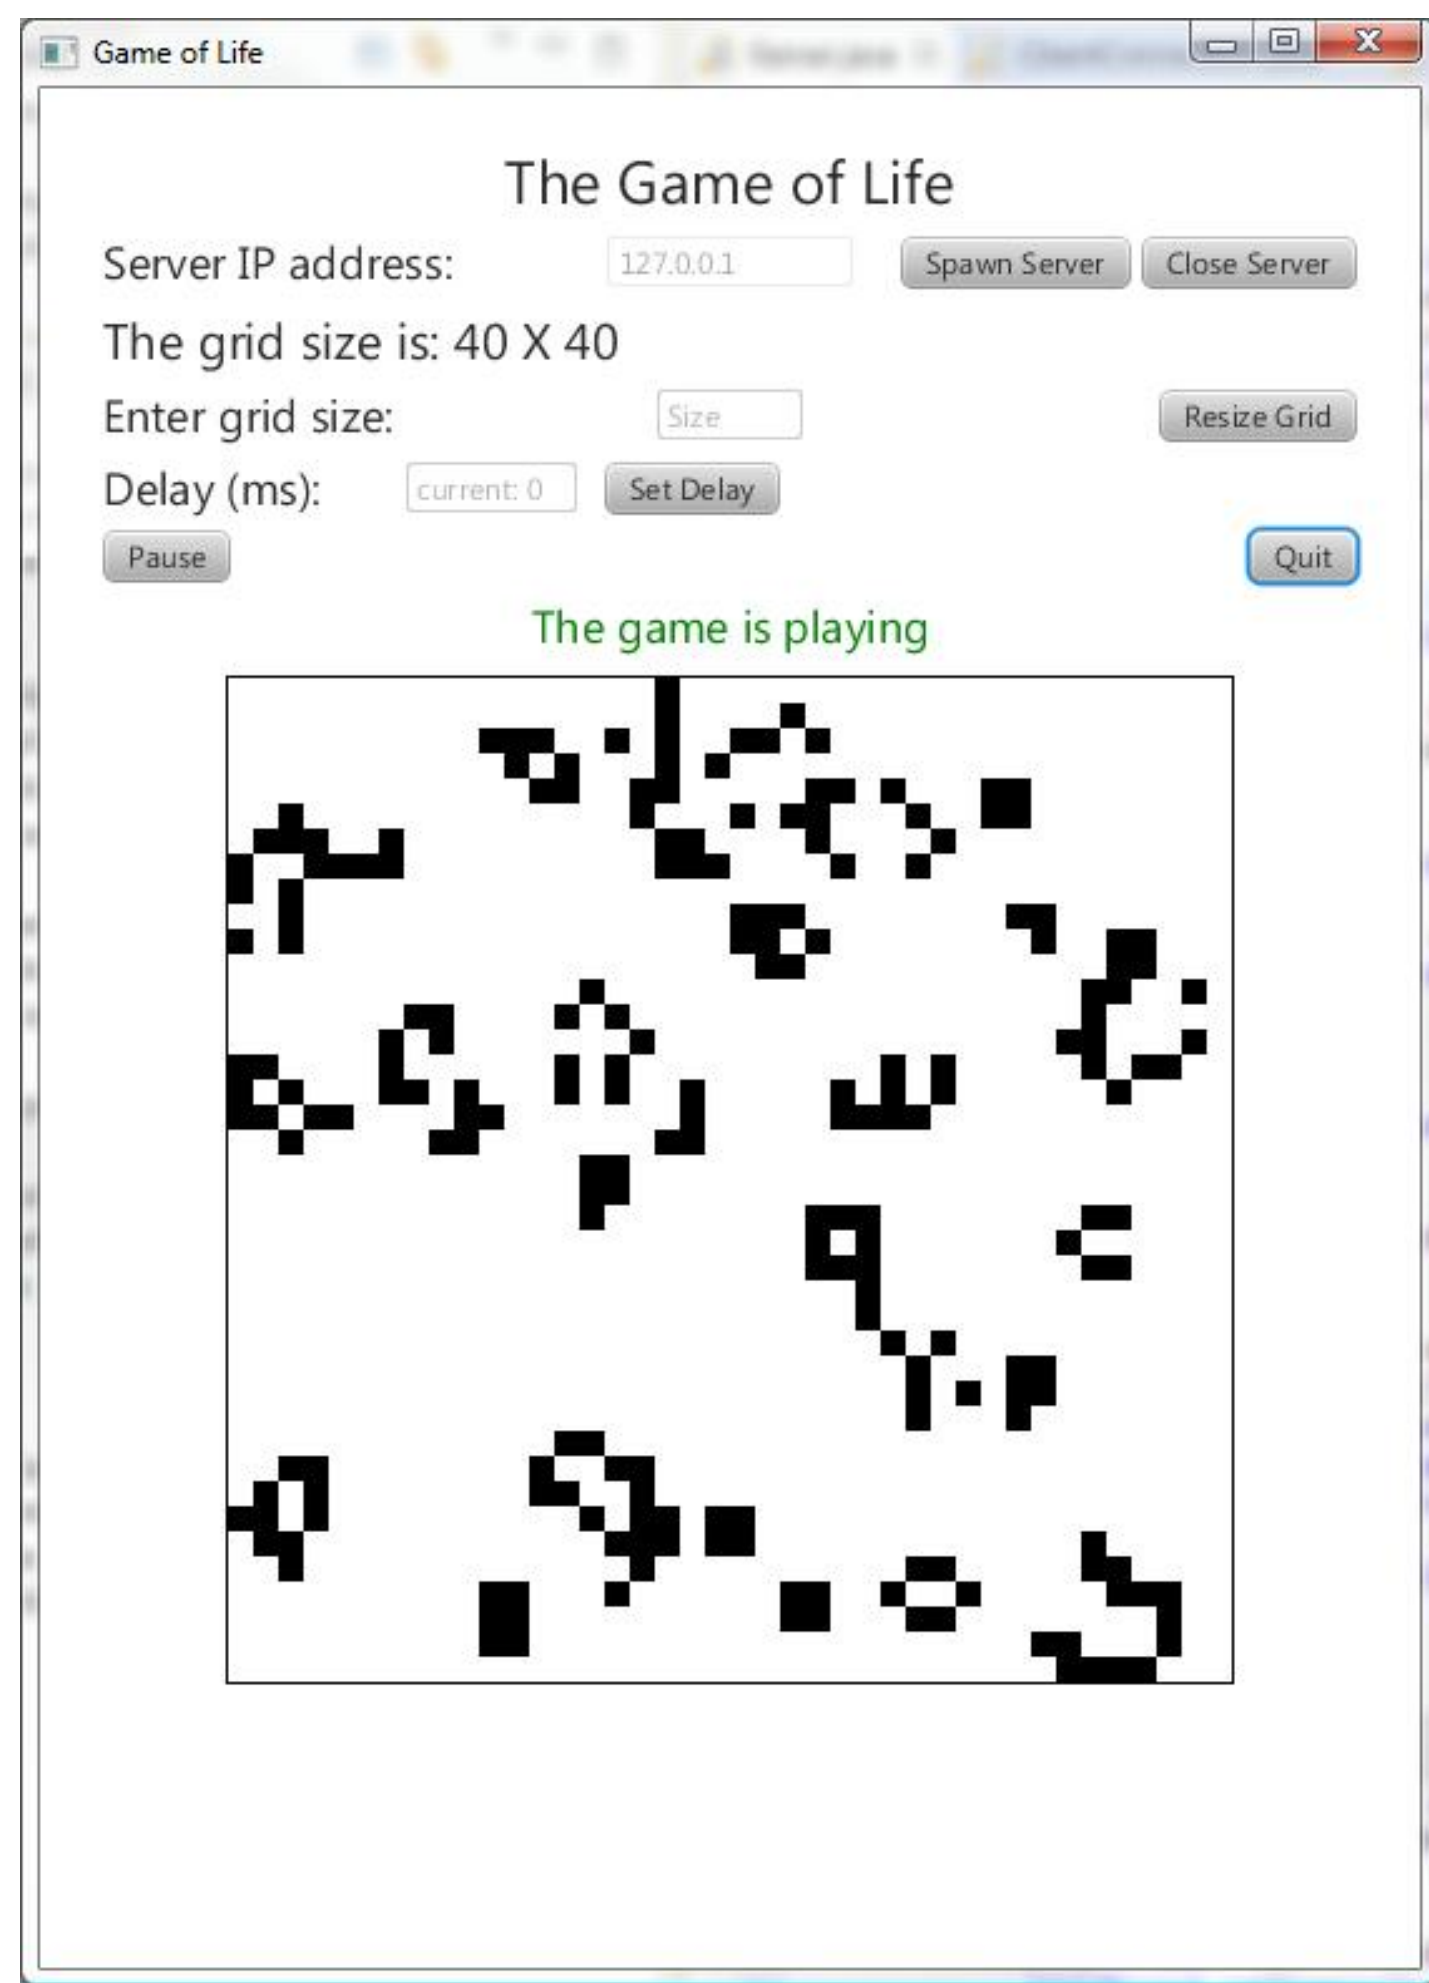 Game of Life
The Game of Life
Server IP address: 127.0.0.1 Spawn Server Close Server
The grid size is: 40 X 40
Enter grid size: Size Resize Grid
Delay (ms): current: 0 Set Delay
Pause Quit
The game is playing